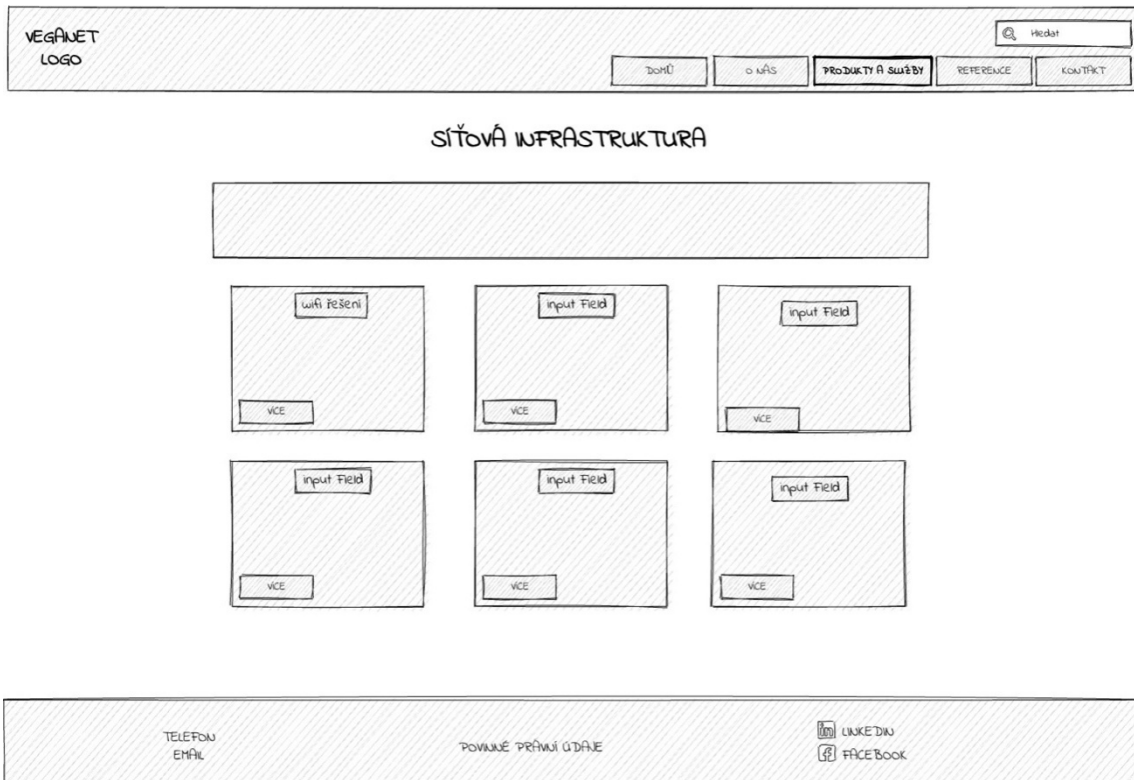 VEGANET
LOGO
Hledat
DOMŮ
O NÁS
PRODUKTY A SLUŽBY
REFERENCE
KONTAKT
SÍŤOVÁ INFRASTRUKTURA
wifi řešení
input Field
input Field
VÍCE
VÍCE
VÍCE
input Field
input Field
input Field
VÍCE
VÍCE
VÍCE
TELEFON
EMAIL
POVINNÉ PRÁVNÍ ÚDAJE
in LINKEDIN
f FACEBOOK